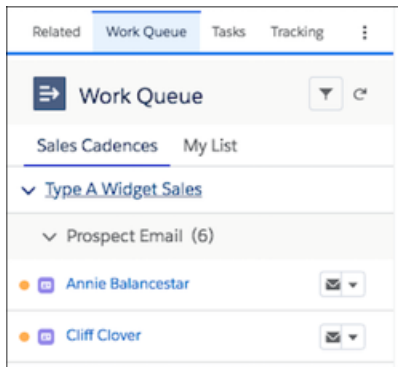 Related Work Queue Tasks Tracking
Work Queue
Sales Cadences My List
Type A Widget Sales
Prospect Email (6)
Annie Balancestar
Cliff Clover